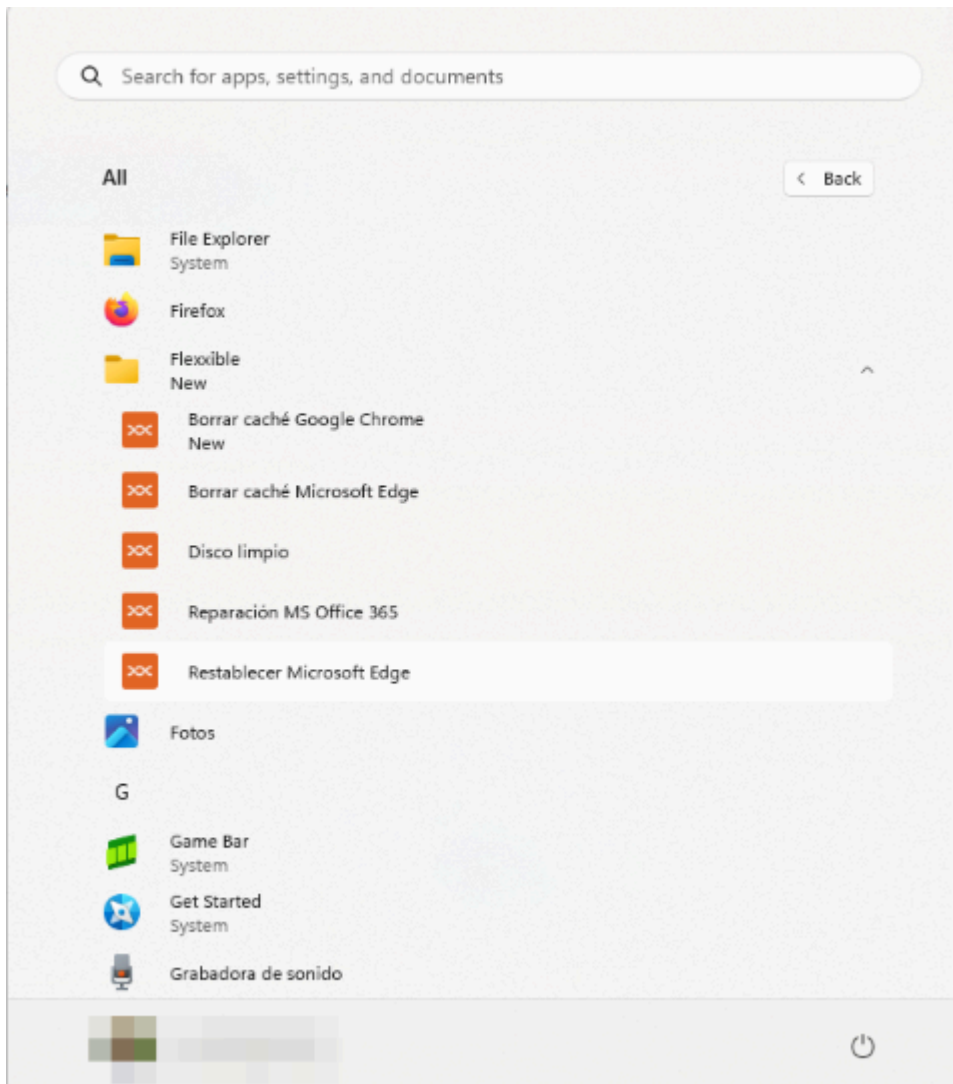 Search for apps, settings, and documents
All
Back
File Explorer
System
Firefox
Flexxible
New
Borrar caché Google Chrome
New
Borrar caché Microsoft Edge
Disco limpio
Reparación MS Office 365
Restablecer Microsoft Edge
Fotos
G
Game Bar
System
Get Started
System
Grabadora de sonido